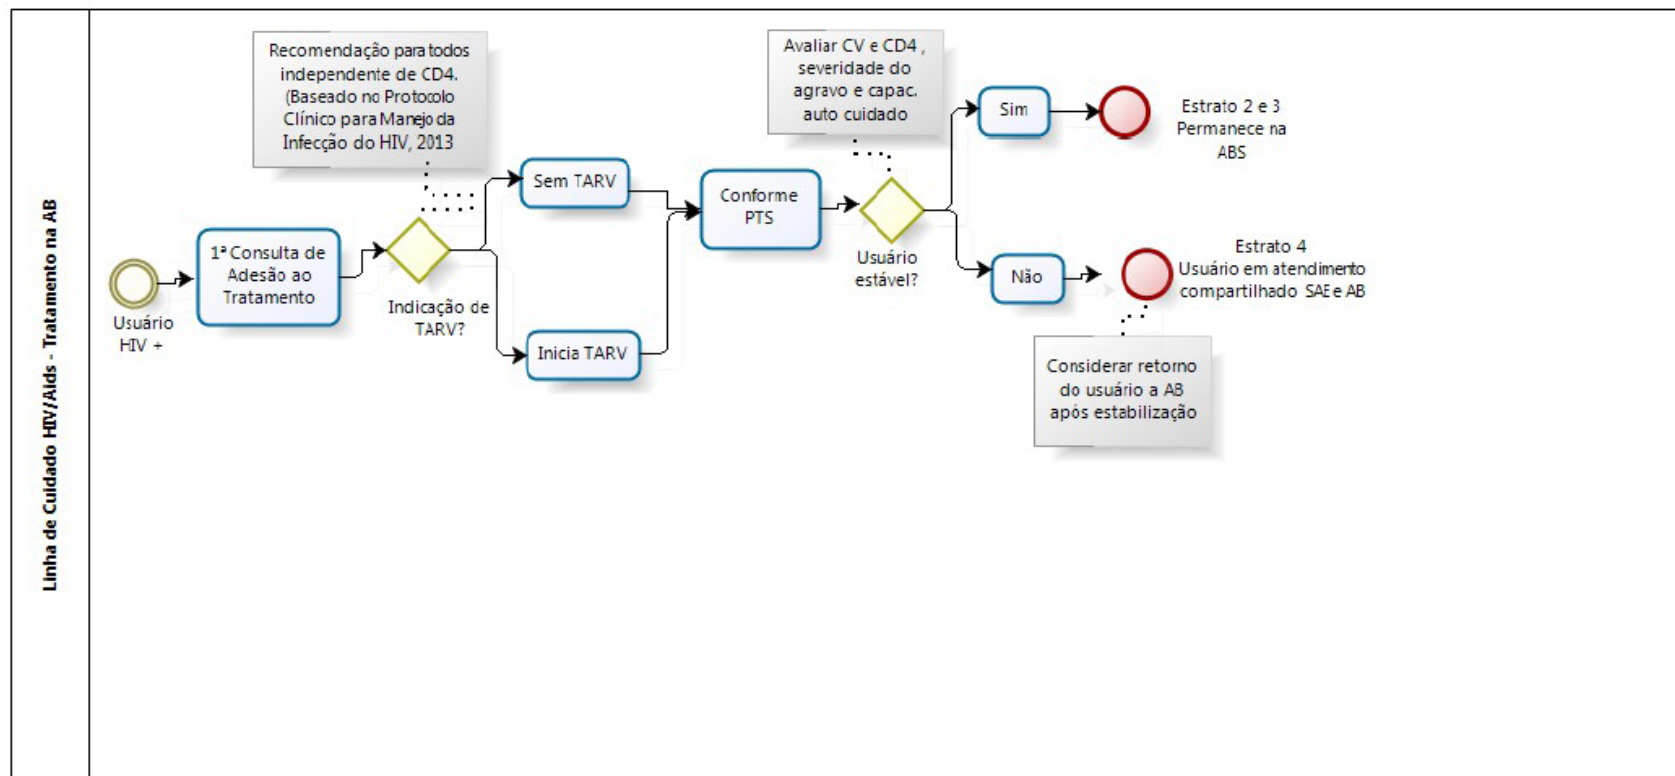 Linha de Cuidado HIV/Aids - Tratamento na AB
Usuário
HIV +
1ª Consulta de
Adesão ao
Tratamento
Recomendação para todos
independente de CD4.
(Baseado no Protocolo
Clínico para Manejo da
Infecção do HIV, 2013
Indicação de
TARV?
Sem TARV
Inicia TARV
Conforme
PTS
Avaliar CV e CD4 ,
severidade do
agravo e capac.
auto cuidado
Usuário
estável?
Sim
Estrato 2 e 3
Permanece na
ABS
Não
Estrato 4
Usuário em atendimento
compartilhado SAE e AB
Considerar retorno
do usuário a AB
após estabilização